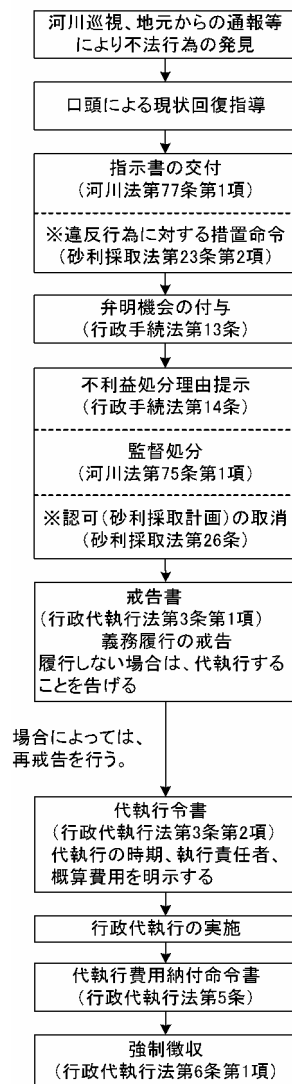 河川巡視、地元からの通報等
により不法行為の発見
口頭による現状回復指導
指示書の交付
(河川法第77条第1項)
※違反行為に対する措置命令
(砂利採取法第23条第2項)
弁明機会の付与
(行政手続法第13条)
不利益処分理由提示
(行政手続法第14条)
監督処分
(河川法第75条第1項)
※認可(砂利採取計画)の取消
(砂利採取法第26条)
戒告書
(行政代執行法第3条第1項)
義務履行の戒告
履行しない場合は、代執行する
ことを告げる
場合によっては、
再戒告を行う。
代執行令書
(行政代執行法第3条第2項)
代執行の時期、執行責任者、
概算費用を明示する
行政代執行の実施
代執行費用納付命令書
(行政代執行法第5条)
強制徴収
(行政代執行法第6条第1項)